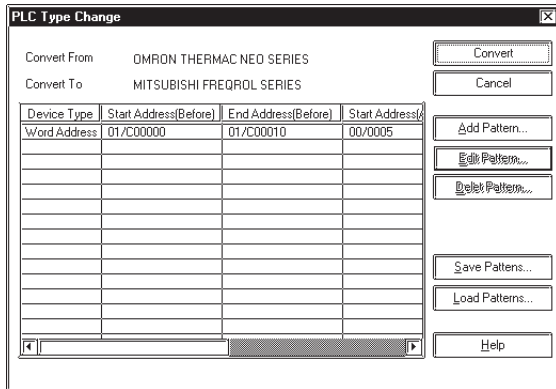 PLC Type Change
Convert From OMRON THERMAC NEO SERIES
Convert To MITSUBISHI FREQROL SERIES
Convert
Cancel
Device Type Start Address(Before) End Address(Before) Start Address(A
Word Address 01/C00000 01/C00010 00/0005
Add Pattern...
Edit Pattern...
Delet Pattern...
Save Pattens...
Load Patterns...
Help